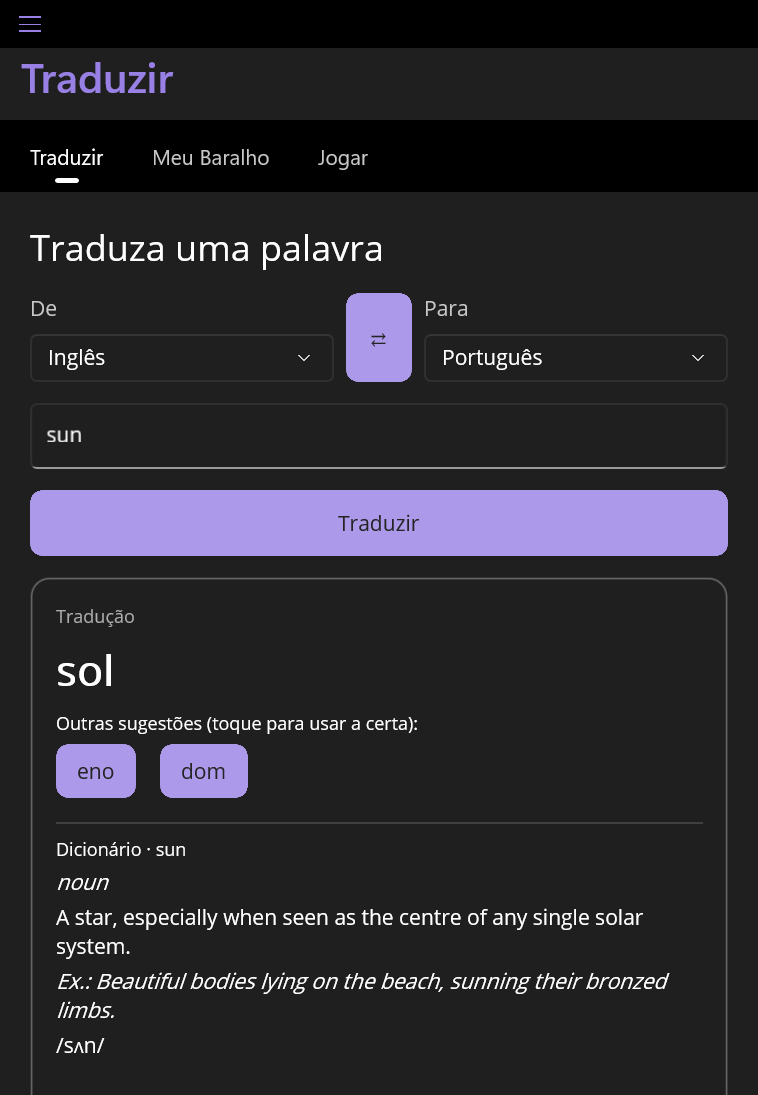 Traduzir
Traduzir
Meu Baralho
Jogar
Traduza uma palavra
De
Para
Inglês
Português
sun
Traduzir
Tradução
sol
Outras sugestões (toque para usar a certa):
eno
dom
Dicionário · sun
noun
A star, especially when seen as the centre of any single solar
system.
Ex.: Beautiful bodies lying on the beach, sunning their bronzed
limbs.
/sʌn/